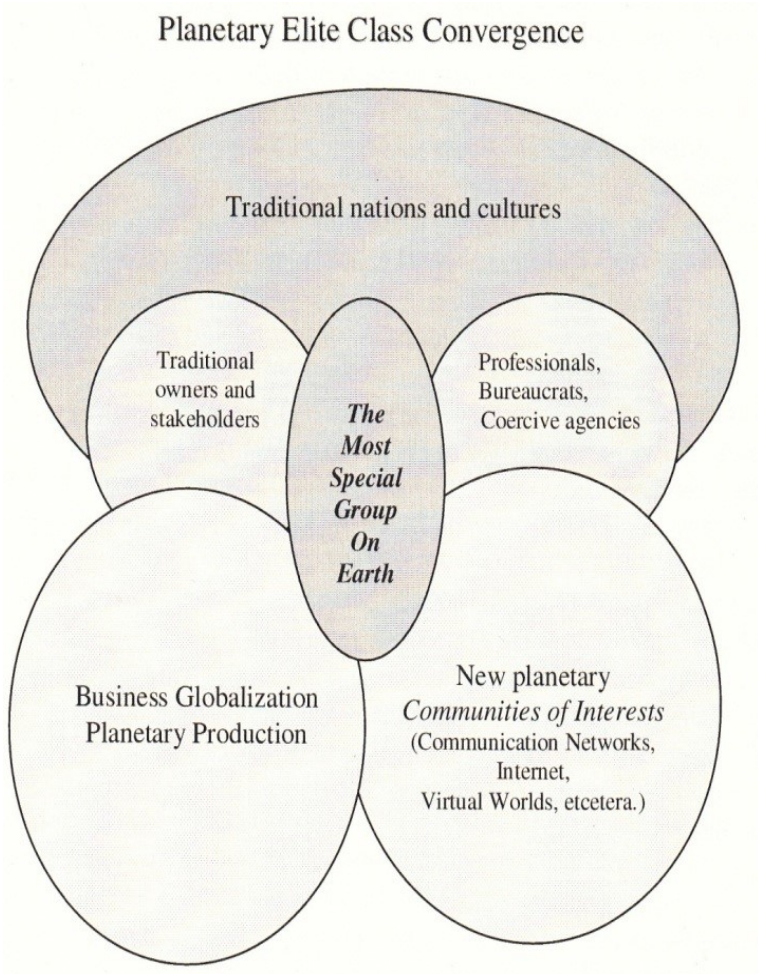 Planetary Elite Class Convergence
Traditional nations and cultures
Traditional
owners and
stakeholders
Professionals,
Bureaucrats,
Coercive agencies
The
Most
Special
Group
On
Earth
Business Globalization
Planetary Production
New planetary
Communities of Interests
(Communication Networks,
Internet,
Virtual Worlds, etcetera.)